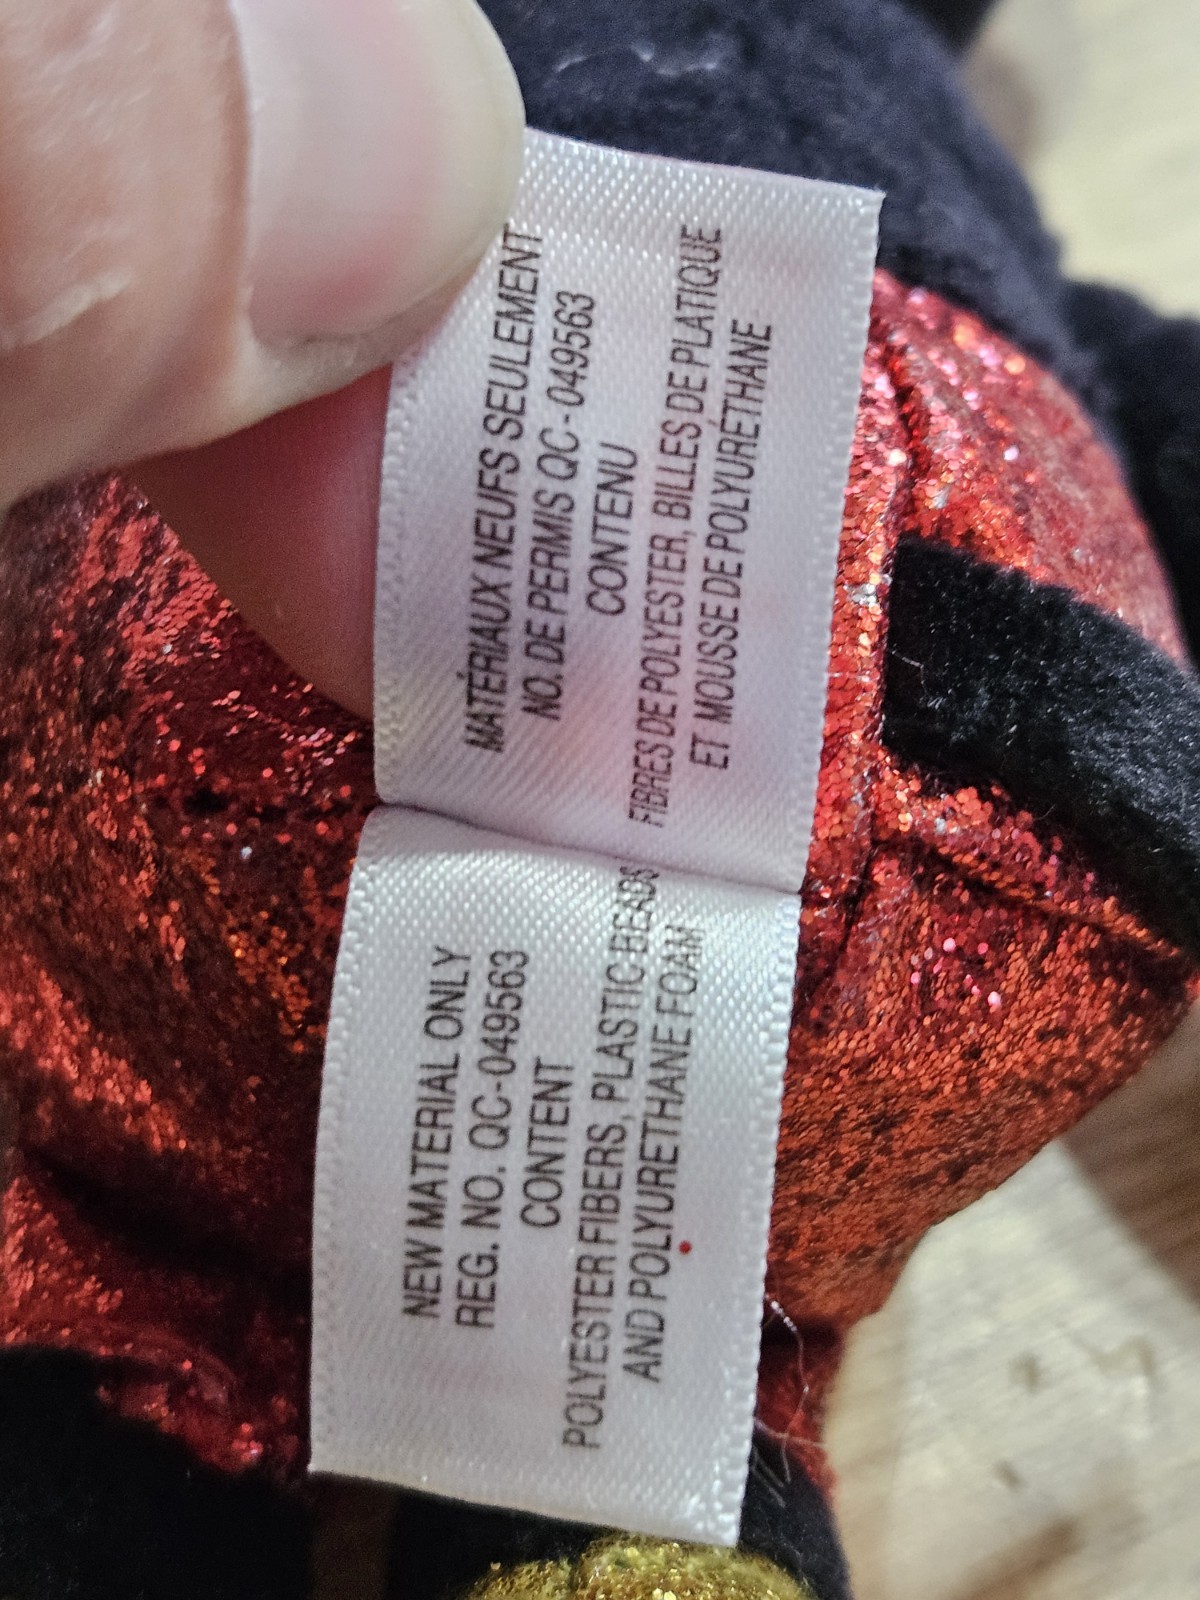 MATÉRIAUX NEUFS SEULEMENT
NO. DE PERMIS QC-049563
CONTENU
FIBRES DE POLYESTER, BILLES DE PLATIQUE
ET MOUSSE DE POLYURÉTHANE
NEW MATERIAL ONLY
REG. NO. QC-049563
CONTENT
POLYESTER FIBERS, PLASTIC BEADS
AND POLYURETHANE FOAM